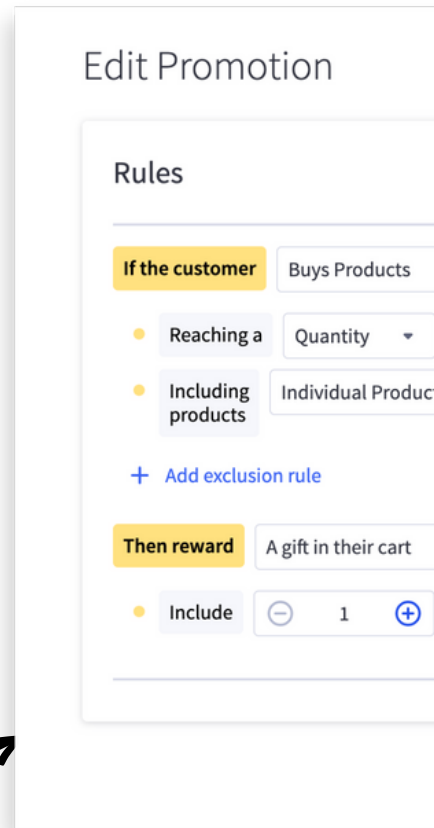 Edit Promotion
Rules
If the customer Buys Products
Reaching a Quantity
Including Individual Produc
products
+ Add exclusion rule
Then reward A gift in their cart
Include 1